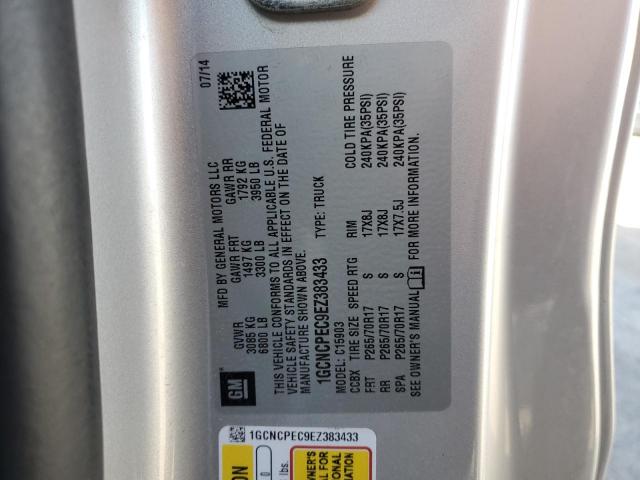 MFD BY GENERAL MOTORS LLC 07/14
GVWR GAWR FRT GAWR RR
3085 KG 1497 KG 1792 KG
6800 LB 3300 LB 3950 LB
THIS VEHICLE CONFORMS TO ALL APPLICABLE U.S. FEDERAL MOTOR
VEHICLE SAFETY STANDARDS IN EFFECT ON THE DATE OF
MANUFACTURE SHOWN ABOVE.
GM
1GCNCPEC9EZ383433 TYPE: TRUCK
MODEL: C15903
CCBX TIRE SIZE SPEED RTG RIM COLD TIRE PRESSURE
FRT P265/70R17 S 17X8J 240KPA(35PSI)
RR P265/70R17 S 17X8J 240KPA(35PSI)
SPA P265/70R17 S 17X7.5J 240KPA(35PSI)
SEE OWNER'S MANUAL FOR MORE INFORMATION.
1GCNCPEC9EZ383433
lbs.